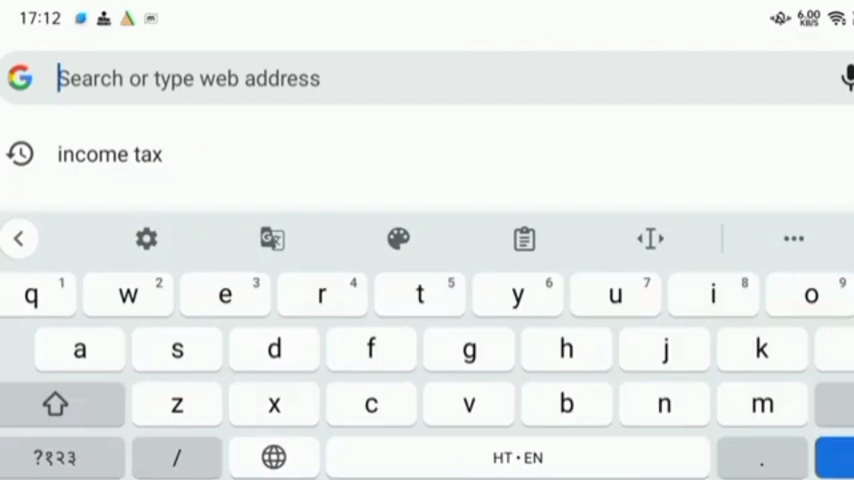 17:12 6.00 KB/S
Search or type web address
income tax
q 1 w 2 e 3 r 4 t 5 y 6 u 7 i 8 o 9
a s d f g h j k
z x c v b n m
?१२३ / HT • EN .